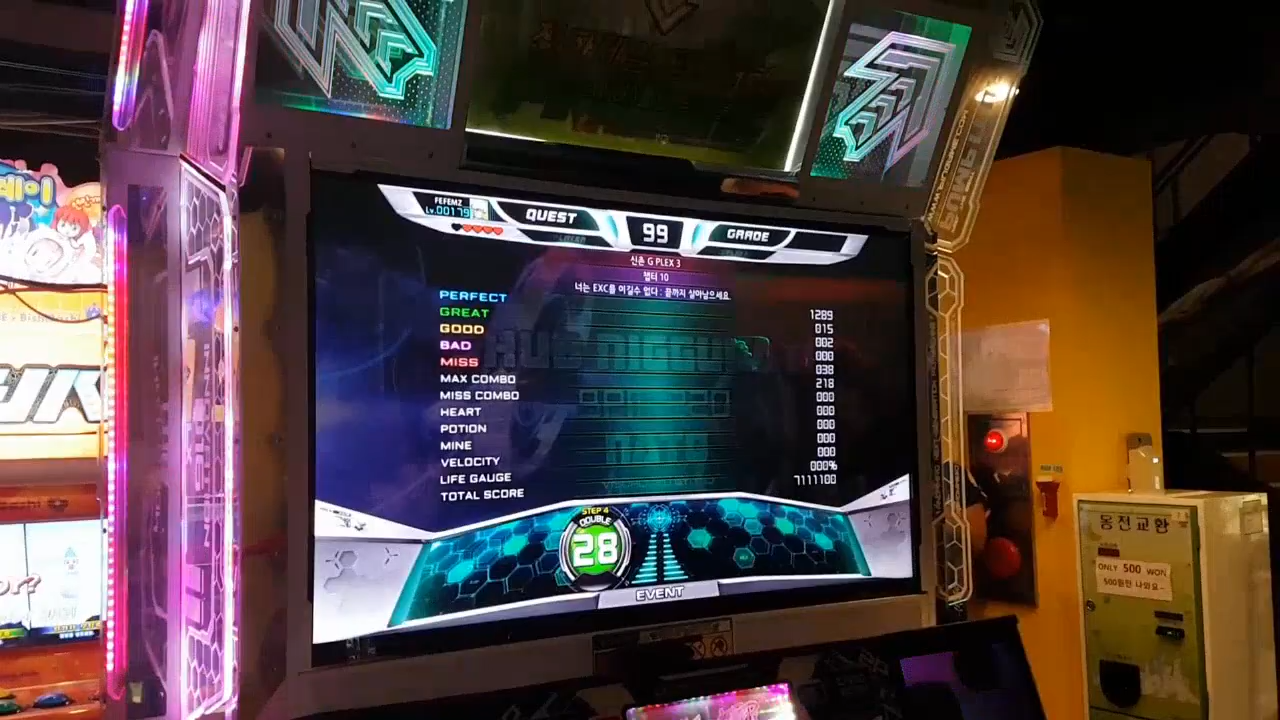 FEFEMZ
Lv.00179
QUEST
99
GRADE
신촌 G PLEX 3
챕터 10
너는 EXC를 이길수 없다 : 끝까지 살아남으세요.
PERFECT 1289
GREAT 015
GOOD 002
BAD 000
MISS 038
MAX COMBO 218
MISS COMBO 000
HEART 000
POTION 000
MINE 000
VELOCITY 000
LIFE GAUGE 000%
TOTAL SCORE 7111100
STEP 4
DOUBLE
28
EVENT
동전교환
ONLY 500 WON
500원만 나와요..